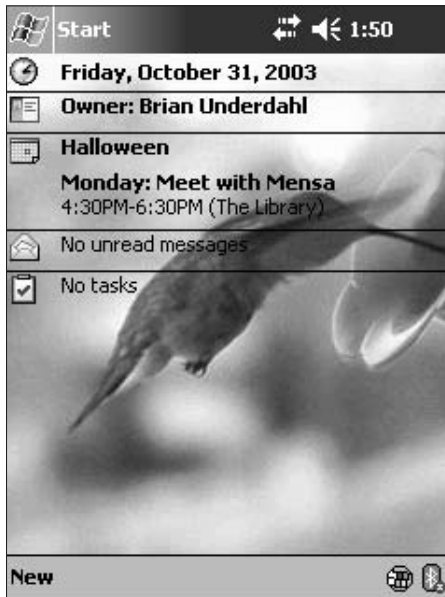 Start 1:50
Friday, October 31, 2003
Owner: Brian Underdahl
Halloween
Monday: Meet with Mensa
4:30PM-6:30PM (The Library)
No unread messages
No tasks
New